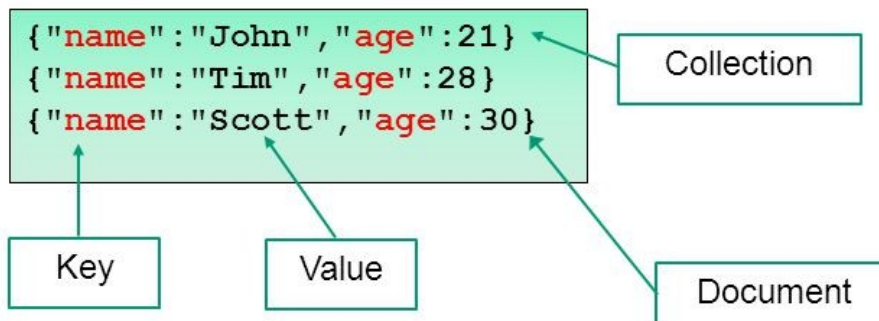 {"name":"John","age":21}
{"name":"Tim","age":28}
{"name":"Scott","age":30}
Collection
Key
Value
Document